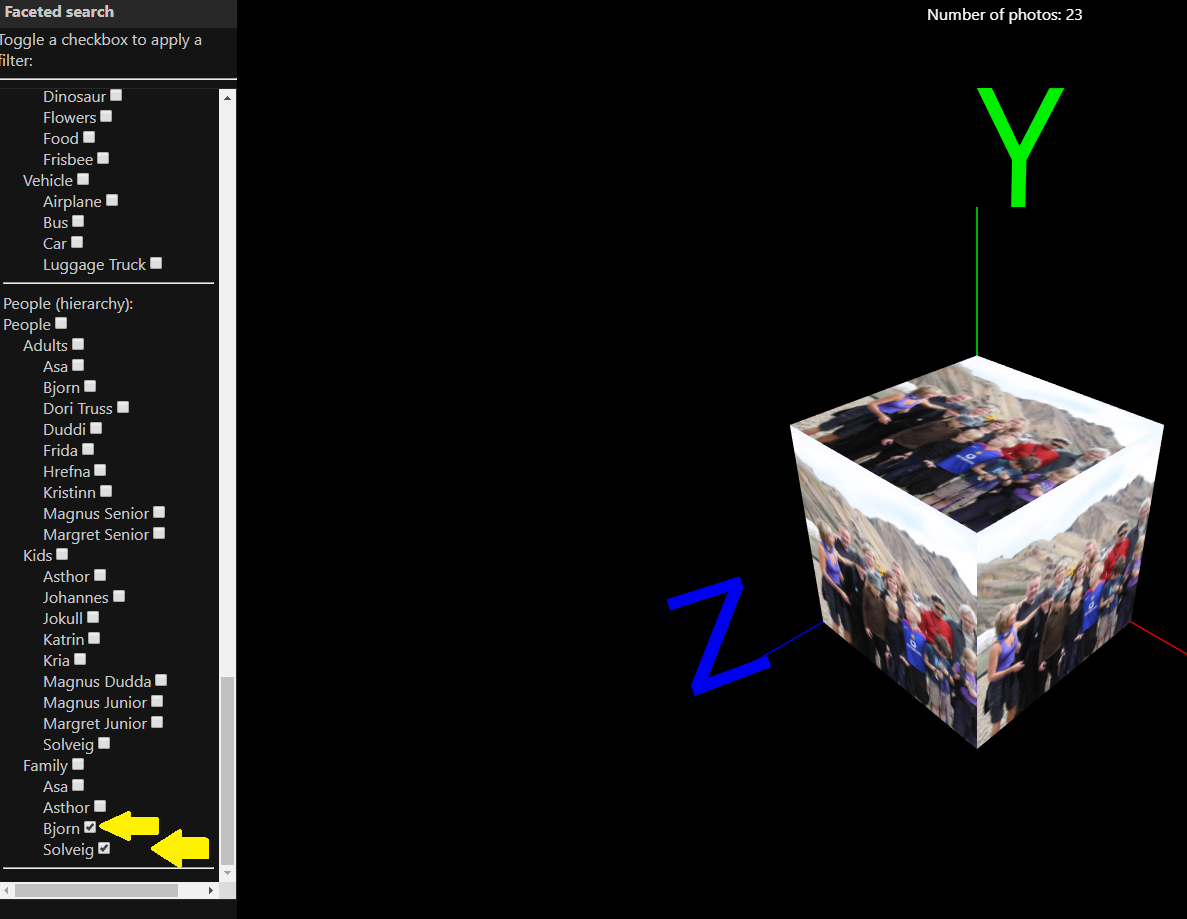 Faceted search
Toggle a checkbox to apply a
filter:
Dinosaur
Flowers
Food
Frisbee
Vehicle
Airplane
Bus
Car
Luggage Truck
People (hierarchy):
People
Adults
Asa
Bjorn
Dori Truss
Duddi
Frida
Hrefna
Kristinn
Magnus Senior
Margret Senior
Kids
Asthor
Johannes
Jokull
Katrin
Kria
Magnus Dudda
Magnus Junior
Margret Junior
Solveig
Family
Asa
Asthor
Bjorn
Solveig
Number of photos: 23
Y
Z